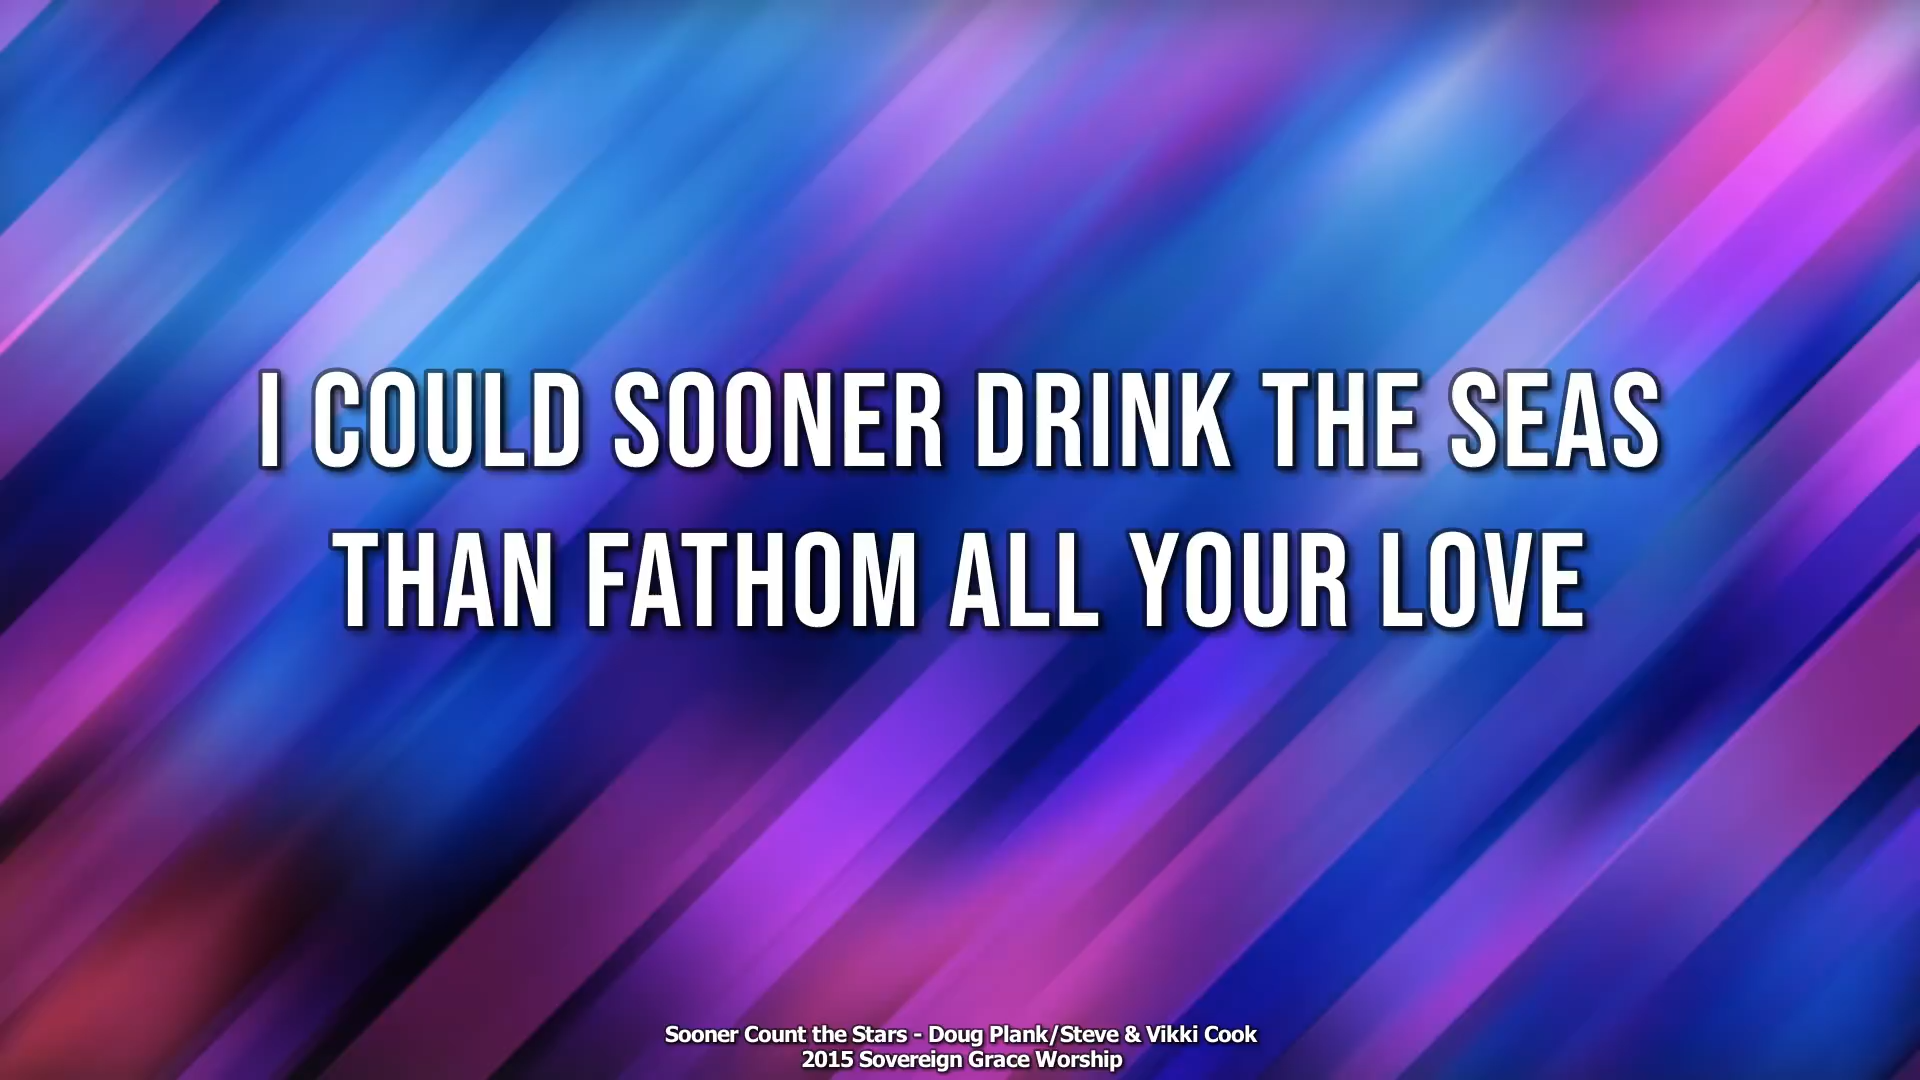 I COULD SOONER DRINK THE SEAS
THAN FATHOM ALL YOUR LOVE
Sooner Count the Stars - Doug Plank/Steve & Vikki Cook
2015 Sovereign Grace Worship